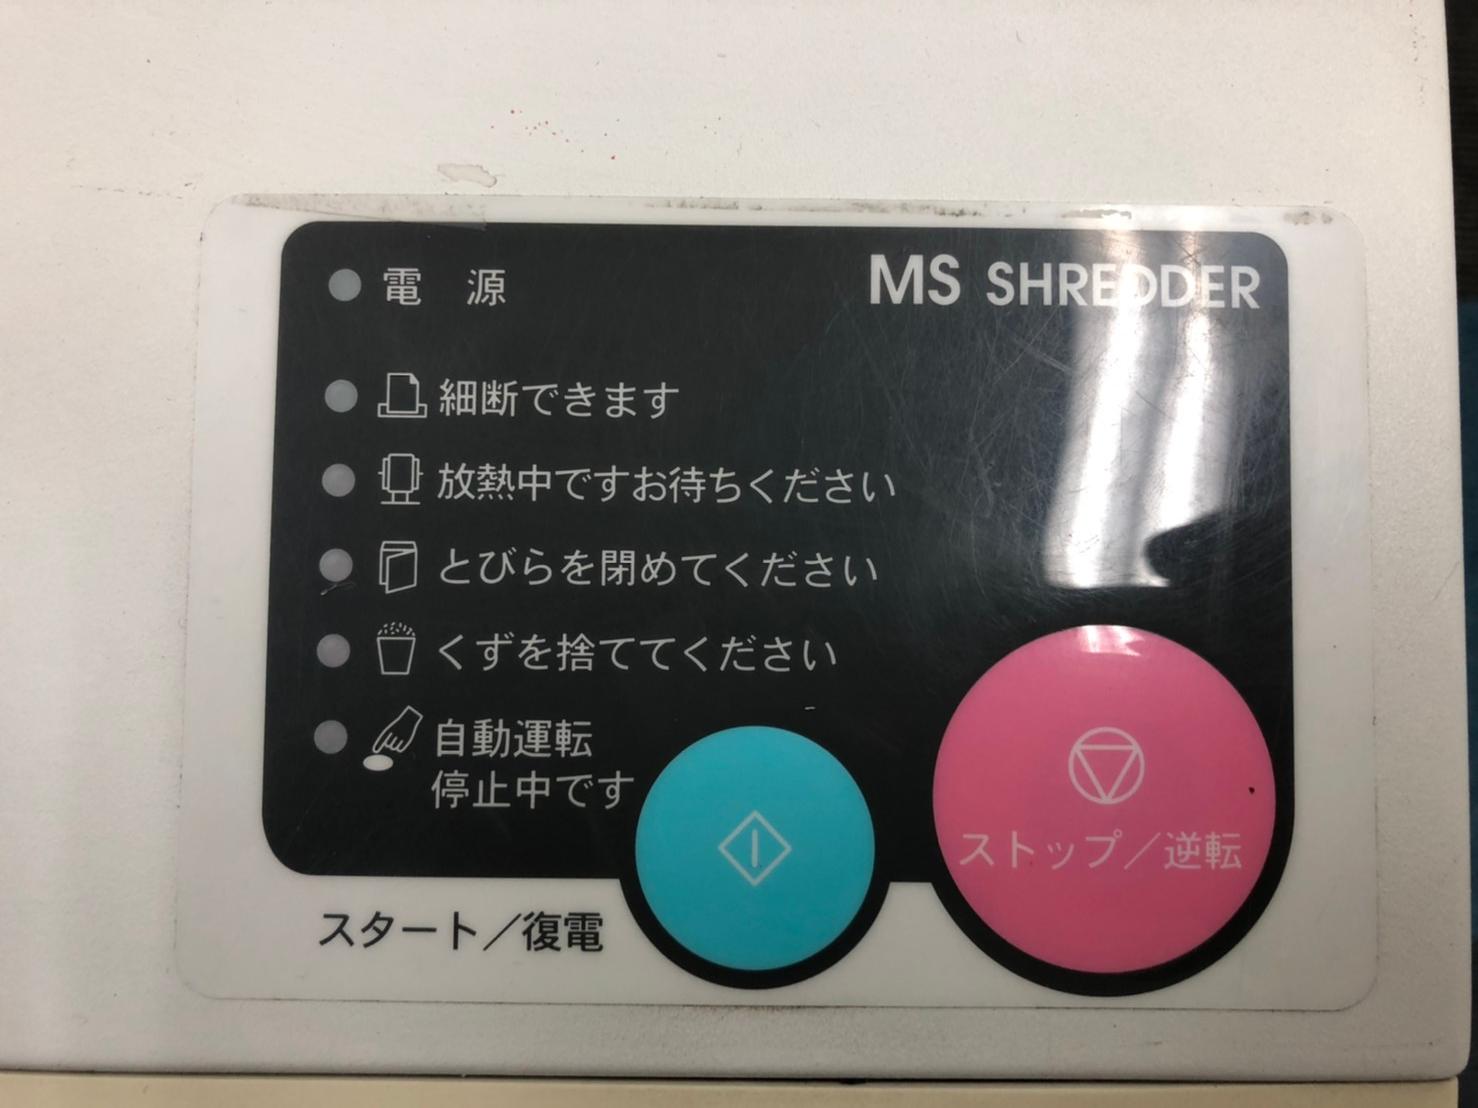 電　源
MS SHREDDER
細断できます
放熱中ですお待ちください
とびらを閉めてください
くずを捨ててください
自動運転
停止中です
ストップ／逆転
スタート／復電